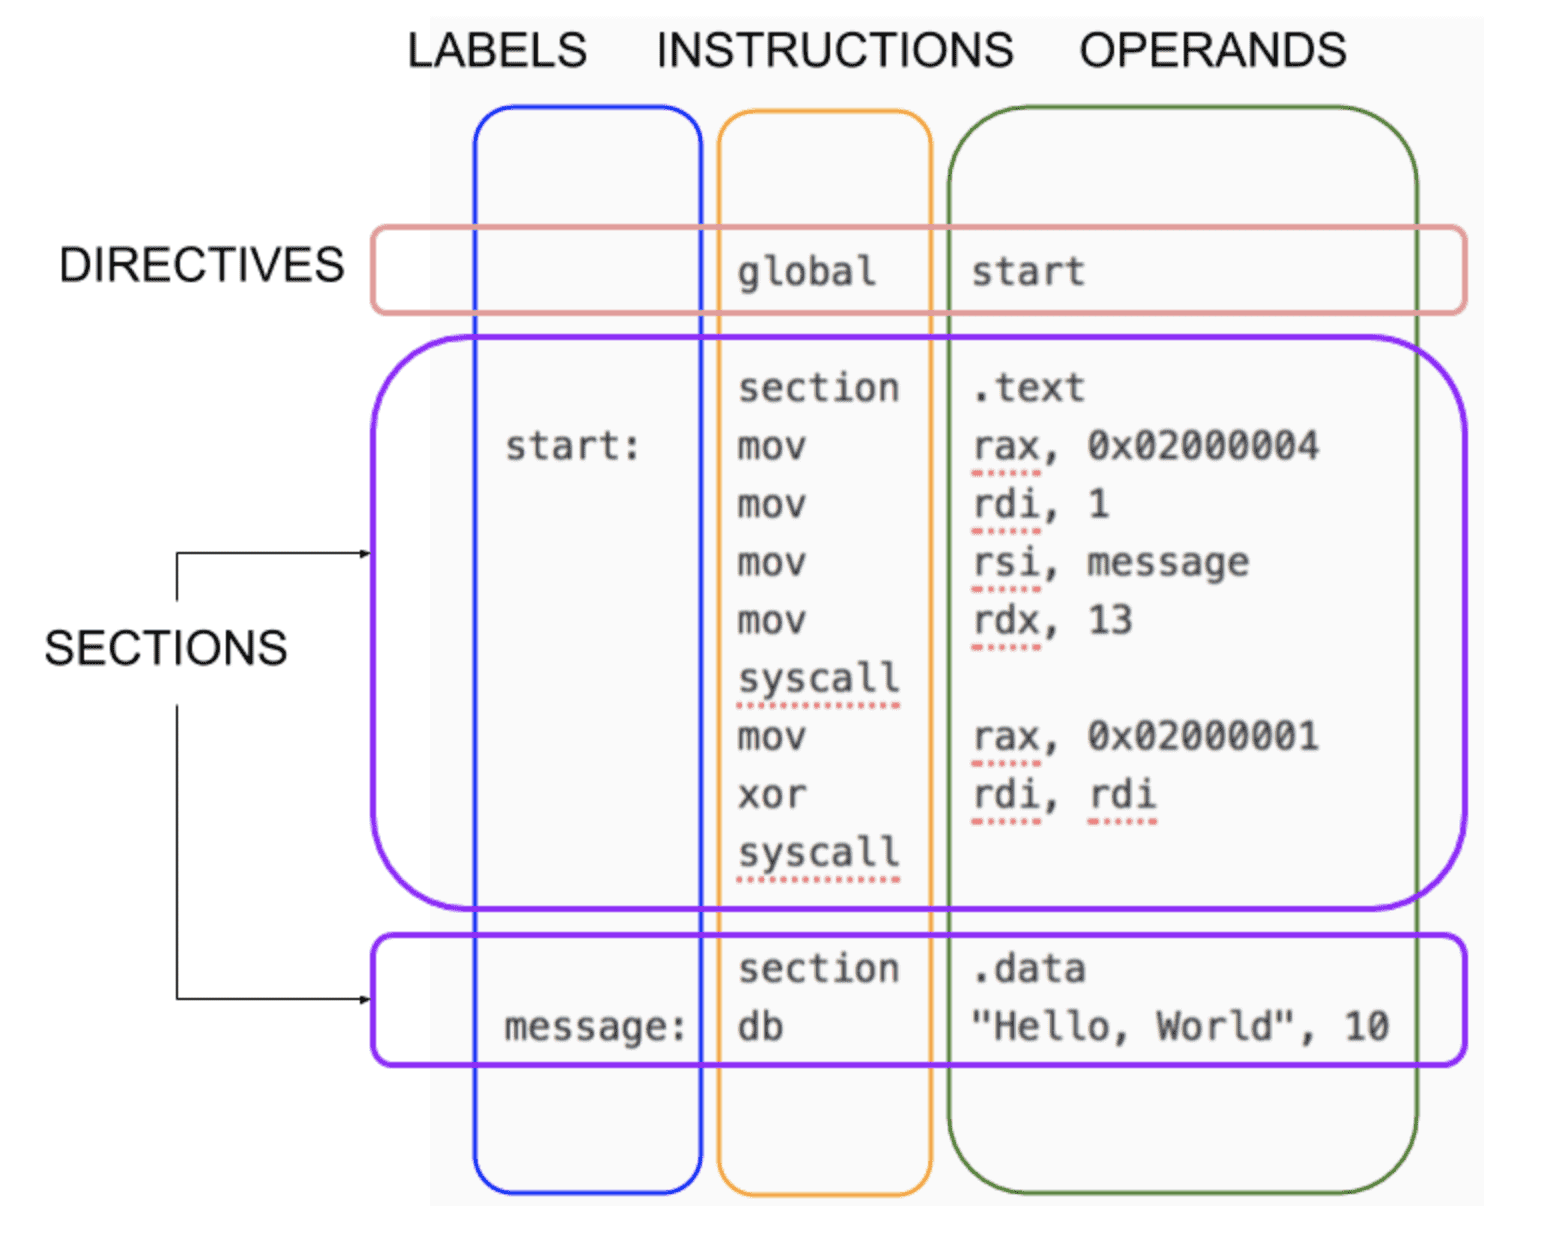 LABELS INSTRUCTIONS OPERANDS
DIRECTIVES
global start
section .text
start: mov rax, 0x02000004
mov rdi, 1
mov rsi, message
mov rdx, 13
SECTIONS
syscall
mov rax, 0x02000001
xor rdi, rdi
syscall
section .data
message: db "Hello, World", 10